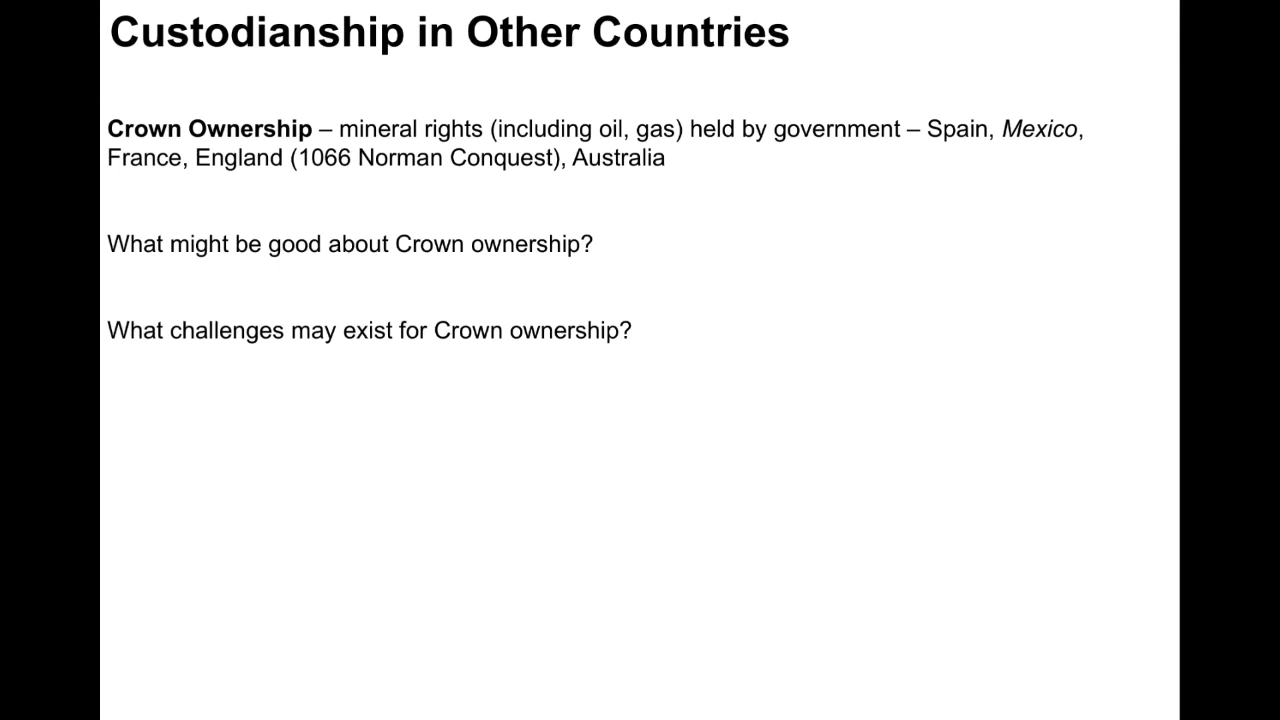 Custodianship in Other Countries
Crown Ownership – mineral rights (including oil, gas) held by government – Spain, Mexico,
France, England (1066 Norman Conquest), Australia
What might be good about Crown ownership?
What challenges may exist for Crown ownership?